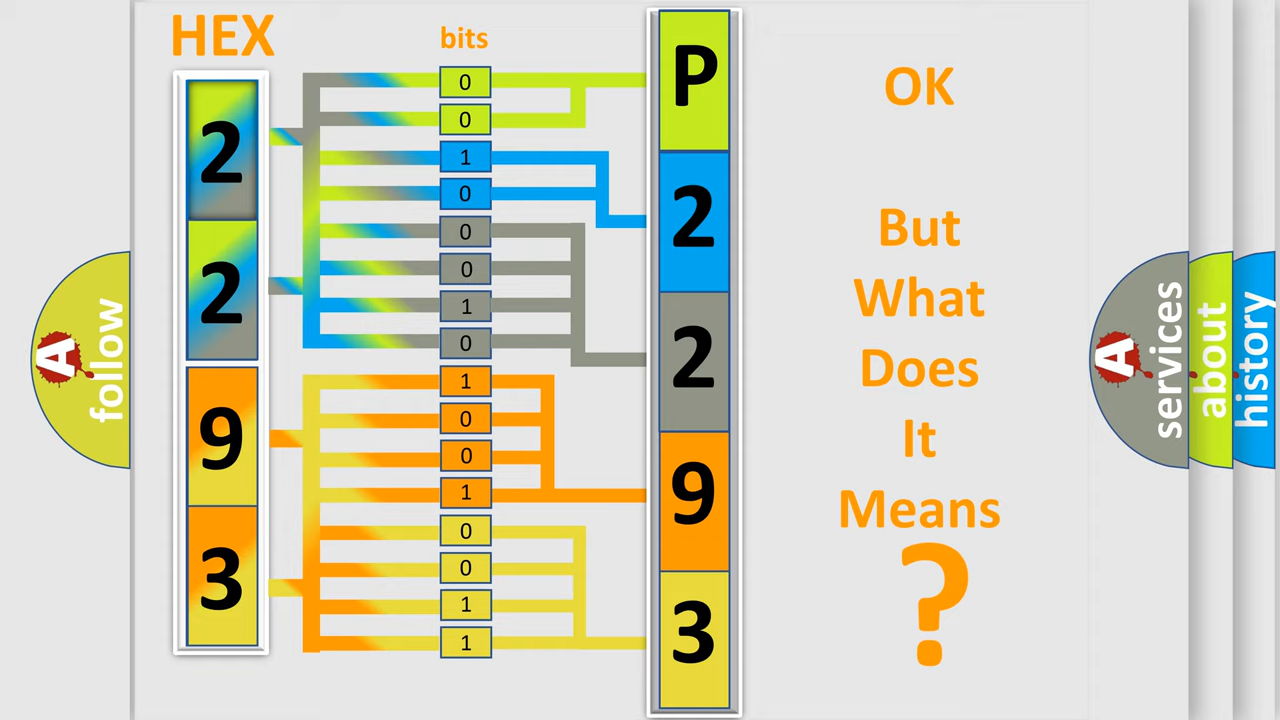 HEX
bits
2
2
9
3
0
0
1
0
0
0
1
0
1
0
0
1
0
0
1
1
P
2
2
9
3
OK
But
What
Does
It
Means
?
A
follow
A
services
about
history